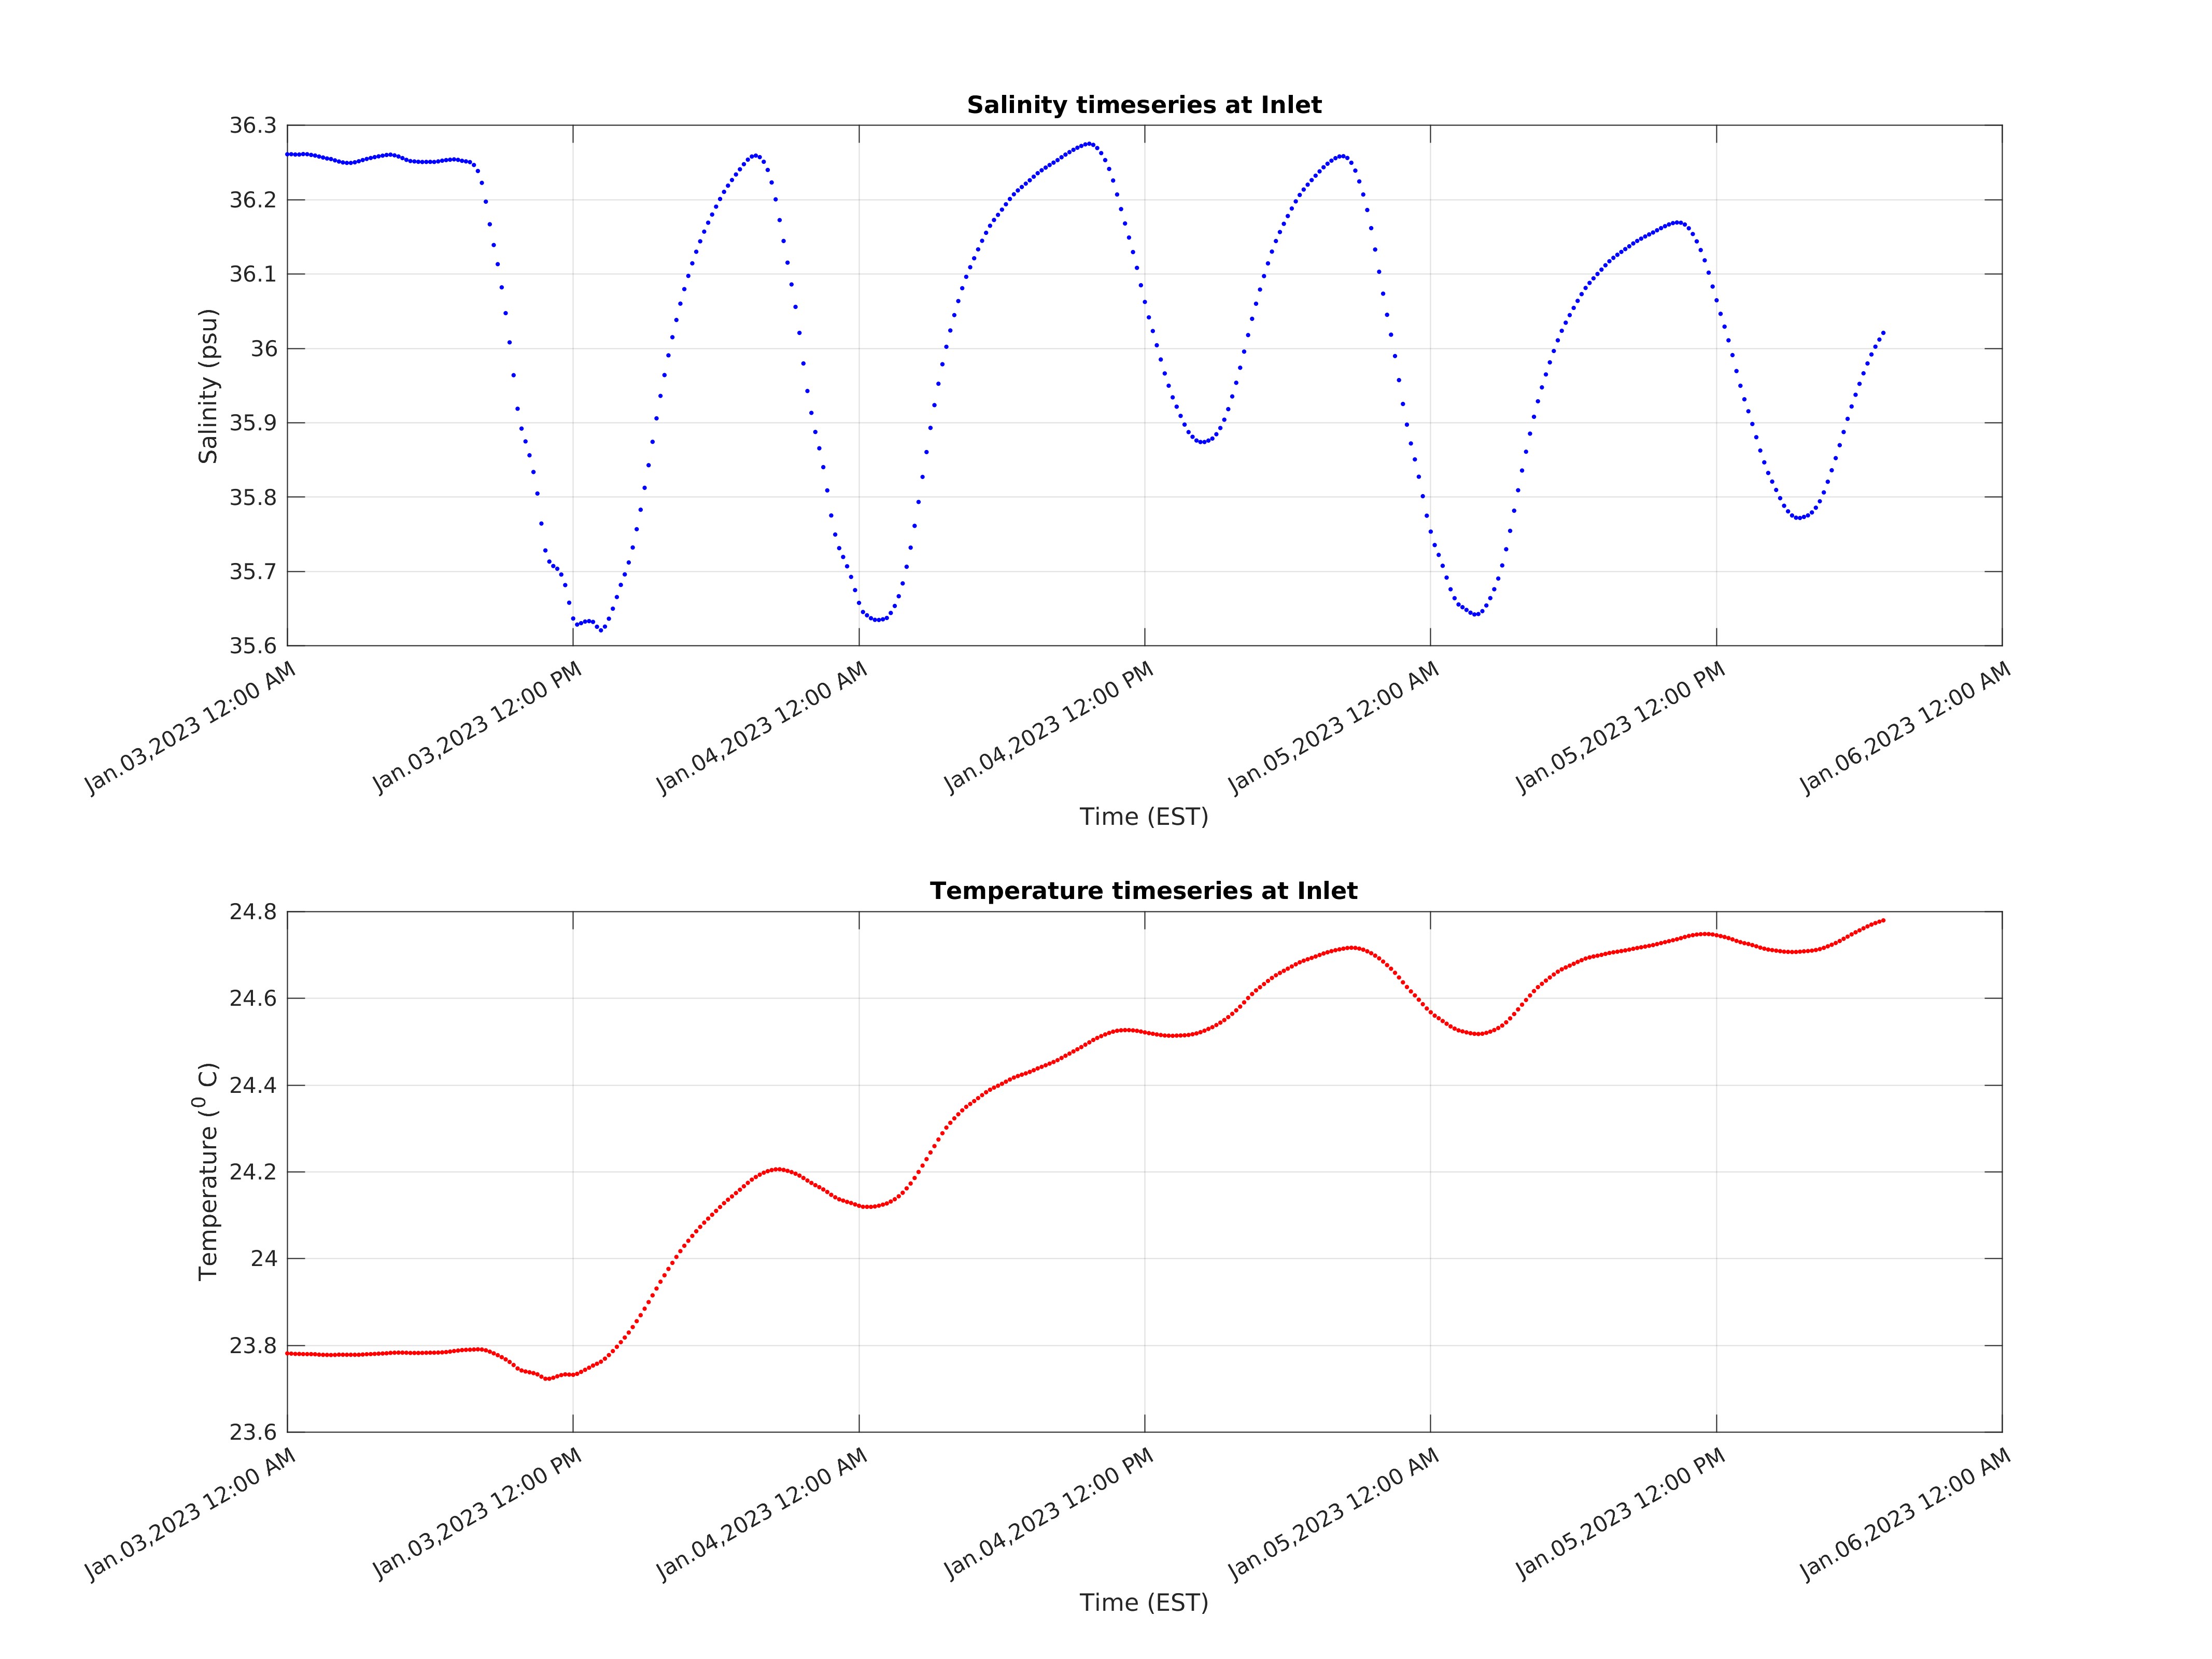 Salinity timeseries at Inlet
36.3
36.2
36.1
36
35.9
35.8
35.7
35.6
Salinity (psu)
Jan.03,2023 12:00 AM
Jan.03,2023 12:00 PM
Jan.04,2023 12:00 AM
Jan.04,2023 12:00 PM
Jan.05,2023 12:00 AM
Jan.05,2023 12:00 PM
Jan.06,2023 12:00 AM
Time (EST)
Temperature timeseries at Inlet
24.8
24.6
24.4
24.2
24
23.8
23.6
Temperature (⁰ C)
Jan.03,2023 12:00 AM
Jan.03,2023 12:00 PM
Jan.04,2023 12:00 AM
Jan.04,2023 12:00 PM
Jan.05,2023 12:00 AM
Jan.05,2023 12:00 PM
Jan.06,2023 12:00 AM
Time (EST)